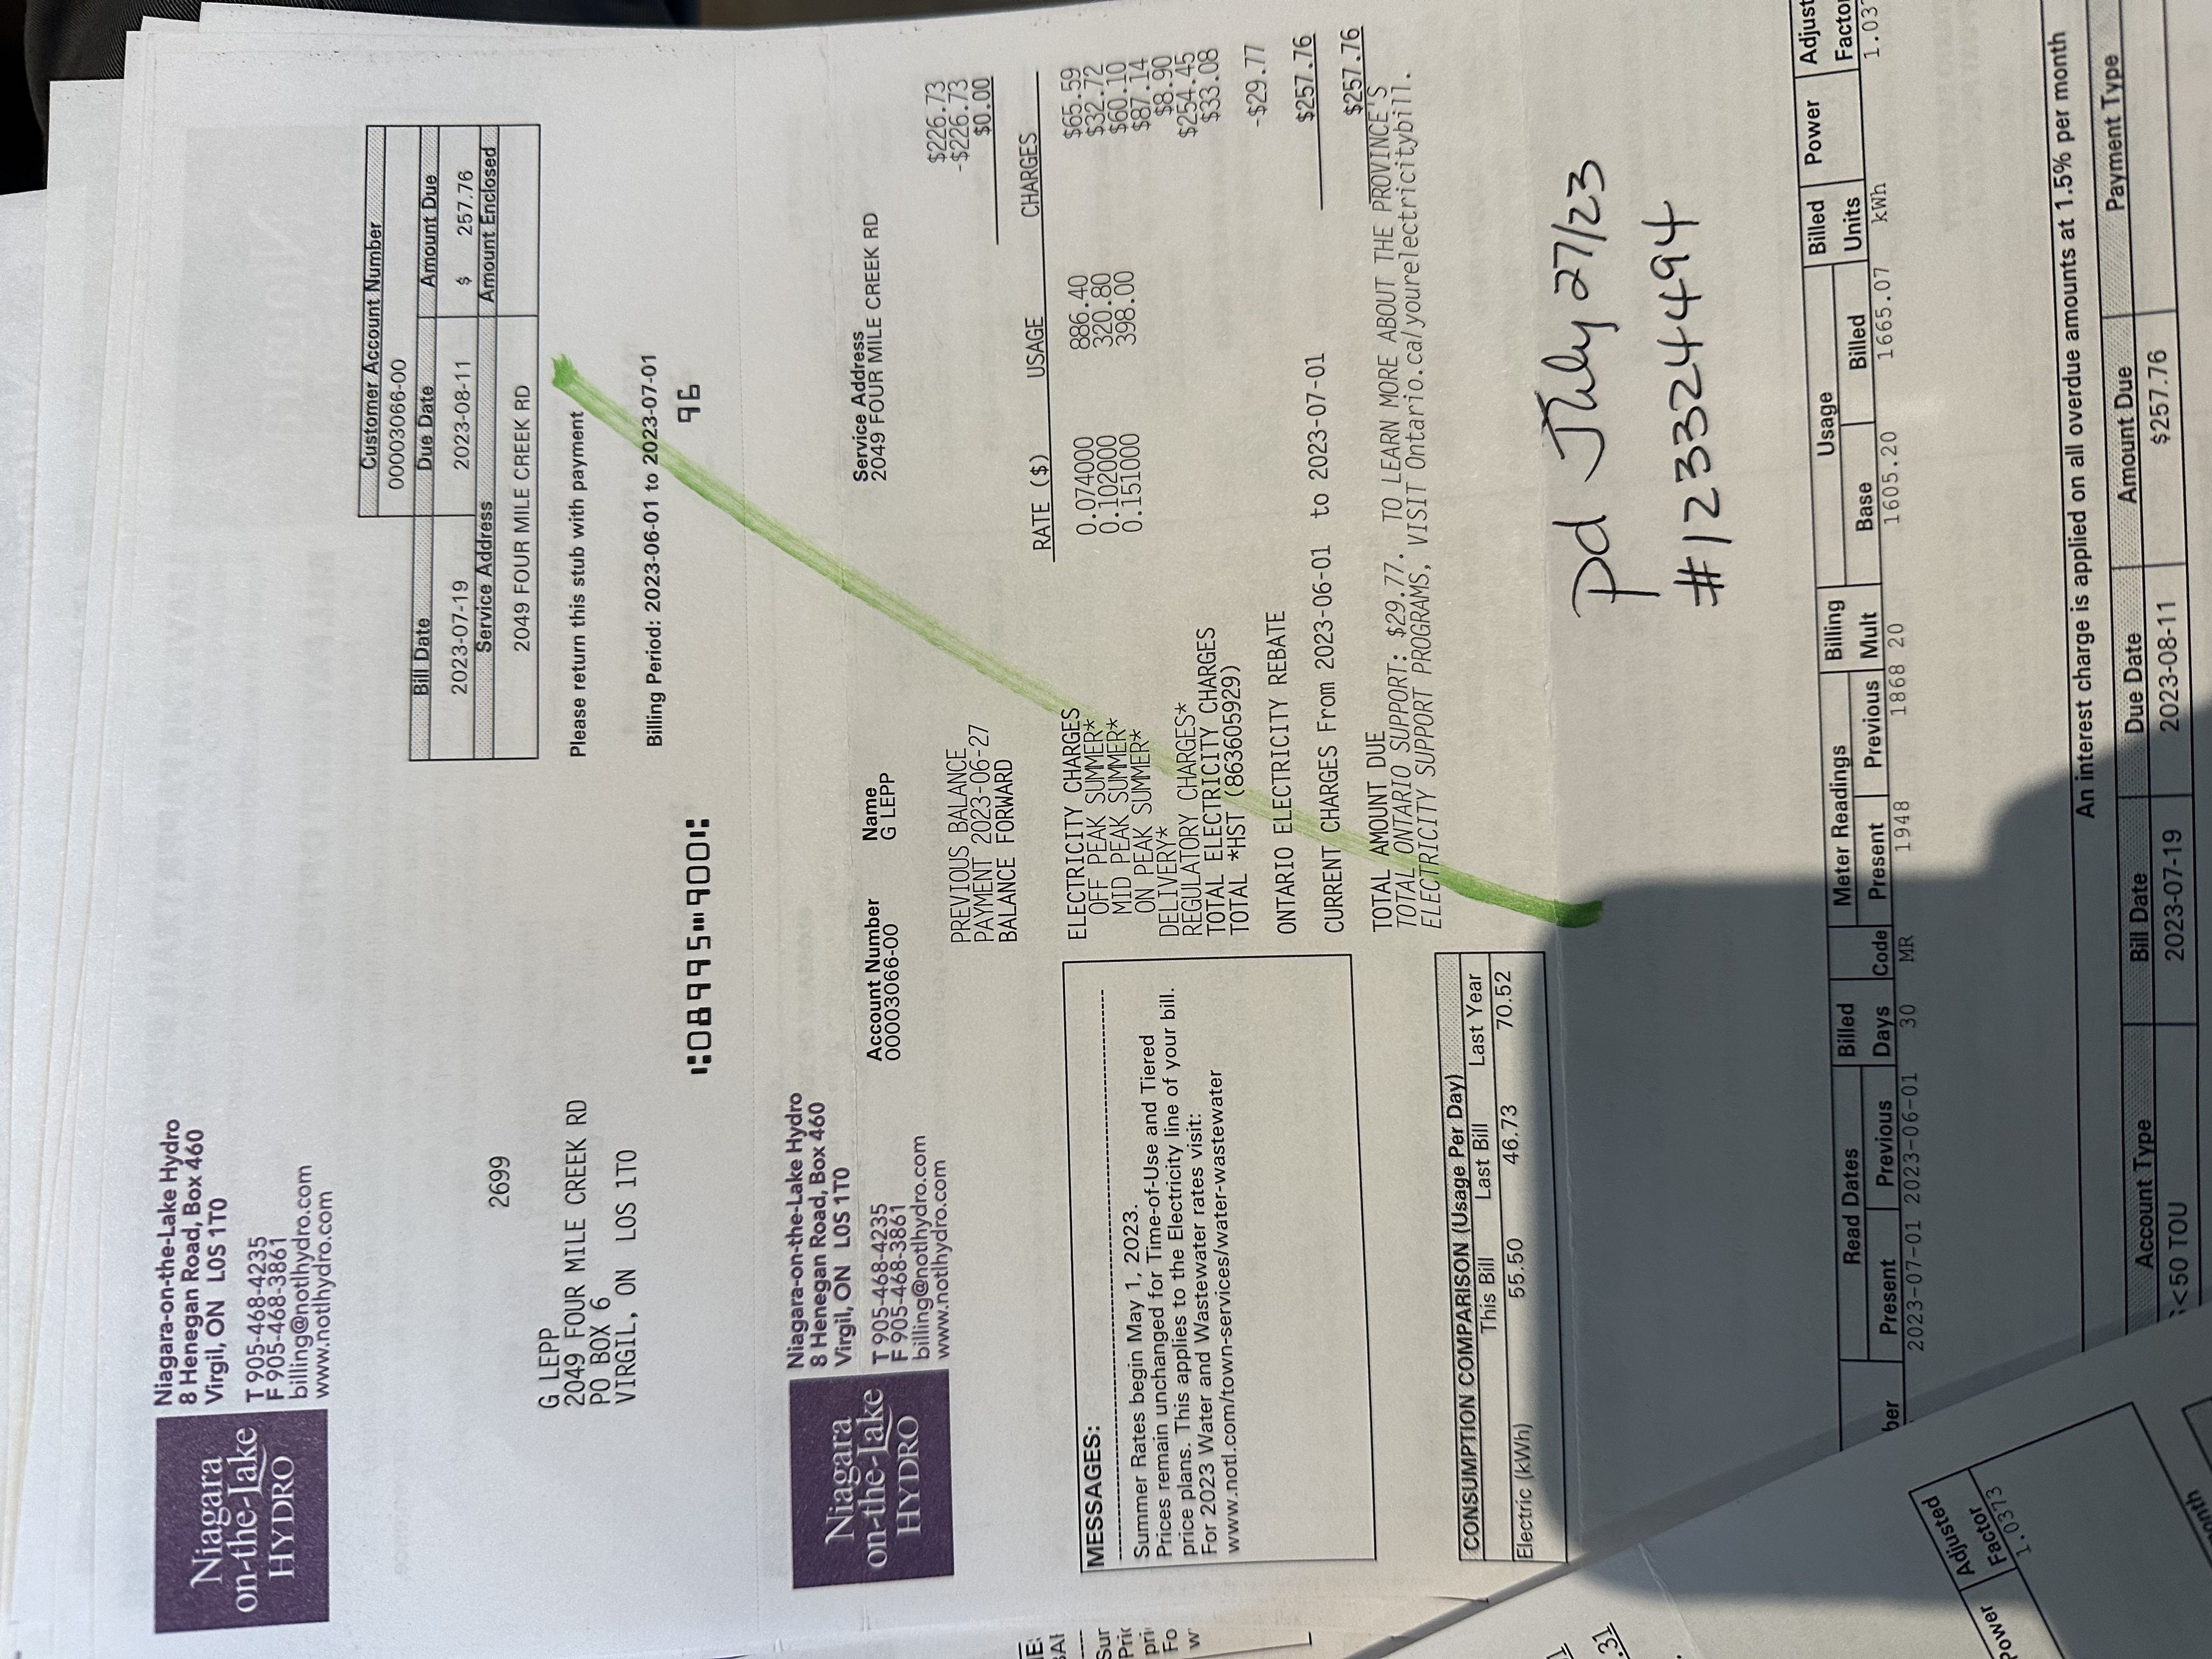 Niagara
on-the-Lake
HYDRO
Niagara-on-the-Lake Hydro
8 Henegan Road, Box 460
Virgil, ON L0S 1T0
T 905-468-4235
F 905-468-3861
billing@notlhydro.com
www.notlhydro.com
Customer Account Number
00003066-00
Bill Date Due Date Amount Due
2023-07-19 2023-08-11 $ 257.76
Service Address Amount Enclosed
2049 FOUR MILE CREEK RD
2699
G LEPP
2049 FOUR MILE CREEK RD
PO BOX 6
VIRGIL, ON L0S 1T0
Please return this stub with payment
Billing Period: 2023-06-01 to 2023-07-01
⑆08995⑉900⑆ 96
Niagara
on-the-Lake
HYDRO
Niagara-on-the-Lake Hydro
8 Henegan Road, Box 460
Virgil, ON L0S 1T0
T 905-468-4235
F 905-468-3861
billing@notlhydro.com
www.notlhydro.com
Account Number Name Service Address
00003066-00 G LEPP 2049 FOUR MILE CREEK RD
PREVIOUS BALANCE $226.73
PAYMENT 2023-06-27 -$226.73
BALANCE FORWARD $0.00
RATE ($) USAGE CHARGES
ELECTRICITY CHARGES
OFF PEAK SUMMER* 0.074000 886.40 $65.59
MID PEAK SUMMER* 0.102000 320.80 $32.72
ON PEAK SUMMER* 0.151000 398.00 $60.10
DELIVERY* $87.14
REGULATORY CHARGES* $8.90
TOTAL ELECTRICITY CHARGES $254.45
TOTAL *HST (863605929) $33.08
ONTARIO ELECTRICITY REBATE -$29.77
CURRENT CHARGES From 2023-06-01 to 2023-07-01 $257.76
TOTAL AMOUNT DUE $257.76
TOTAL ONTARIO SUPPORT: $29.77. TO LEARN MORE ABOUT THE PROVINCE'S
ELECTRICITY SUPPORT PROGRAMS, VISIT Ontario.ca/yourelectricitybill.
MESSAGES:
Summer Rates begin May 1, 2023.
Prices remain unchanged for Time-of-Use and Tiered
price plans. This applies to the Electricity line of your bill.
For 2023 Water and Wastewater rates visit:
www.notl.com/town-services/water-wastewater
CONSUMPTION COMPARISON (Usage Per Day)
This Bill Last Bill Last Year
Electric (kWh) 55.50 46.73 70.52
pd July 27/23
#123324494
Read Dates Billed Meter Readings Billing Usage Billed Power Adjust
ber Present Previous Days Code Present Previous Mult Base Billed Units Factor
2023-07-01 2023-06-01 30 MR 1948 1868 20 1605.20 1665.07 kWh 1.037
An interest charge is applied on all overdue amounts at 1.5% per month
Account Type Bill Date Due Date Amount Due Payment Type
<50 TOU 2023-07-19 2023-08-11 $257.76
.31
Power Adjusted
Factor
1.0373
onth